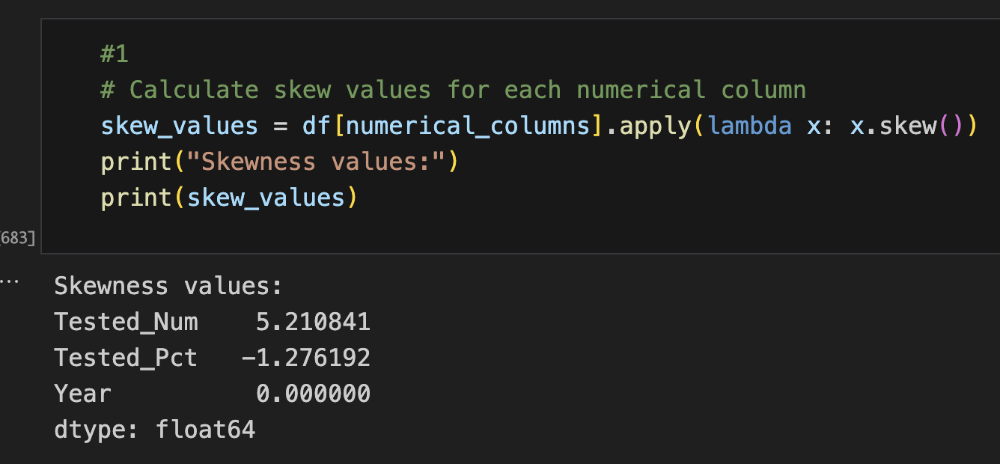 #1
# Calculate skew values for each numerical column
skew_values = df[numerical_columns].apply(lambda x: x.skew())
print("Skewness values:")
print(skew_values)
[683]
...
Skewness values:
Tested_Num    5.210841
Tested_Pct   -1.276192
Year          0.000000
dtype: float64